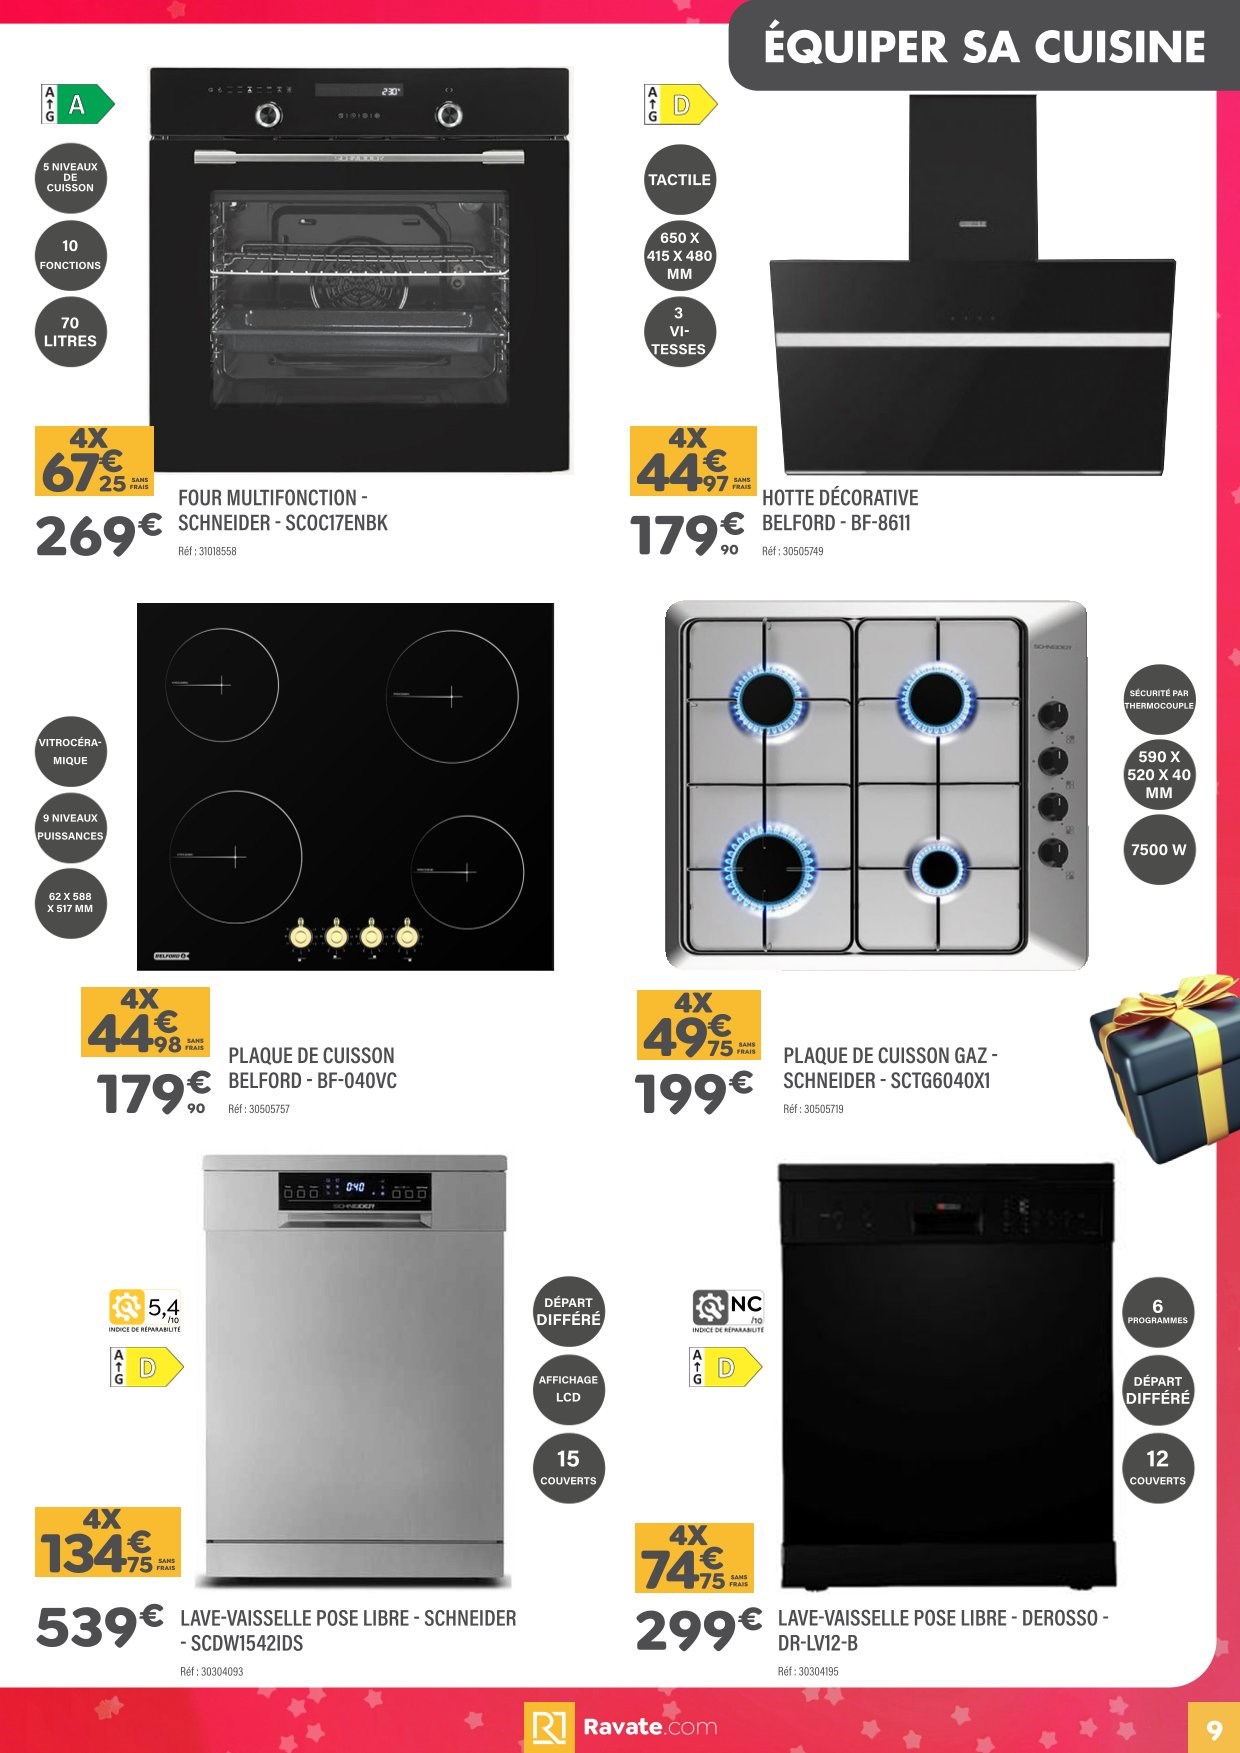 ÉQUIPER SA CUISINE
A
G
A
5 NIVEAUX
DE
CUISSON
10
FONCTIONS
70
LITRES
230°
4X
67€25 SANS FRAIS
269€
FOUR MULTIFONCTION -
SCHNEIDER - SCOC17ENBK
Réf : 31018558
A
G
D
TACTILE
650 X
415 X 480
MM
3
VI-
TESSES
4X
44€97 SANS FRAIS
179€90
HOTTE DÉCORATIVE
BELFORD - BF-8611
Réf : 30505749
VITROCÉRA-
MIQUE
9 NIVEAUX
PUISSANCES
62 X 588
X 517 MM
BELFORD
4X
44€98 SANS FRAIS
179€90
PLAQUE DE CUISSON
BELFORD - BF-040VC
Réf : 30505757
SCHNEIDER
SÉCURITÉ PAR
THERMOCOUPLE
590 X
520 X 40
MM
7500 W
4X
49€75 SANS FRAIS
199€
PLAQUE DE CUISSON GAZ -
SCHNEIDER - SCTG6040X1
Réf : 30505719
0:40
SCHNEIDER
5,4
/10
INDICE DE RÉPARABILITÉ
A
G
D
DÉPART
DIFFÉRÉ
AFFICHAGE
LCD
15
COUVERTS
4X
134€75 SANS FRAIS
539€
LAVE-VAISSELLE POSE LIBRE - SCHNEIDER
- SCDW1542IDS
Réf : 30304093
NC
/10
INDICE DE RÉPARABILITÉ
A
G
D
6
PROGRAMMES
DÉPART
DIFFÉRÉ
12
COUVERTS
4X
74€75 SANS FRAIS
299€
LAVE-VAISSELLE POSE LIBRE - DEROSSO -
DR-LV12-B
Réf : 30304195
Ravate.com
9